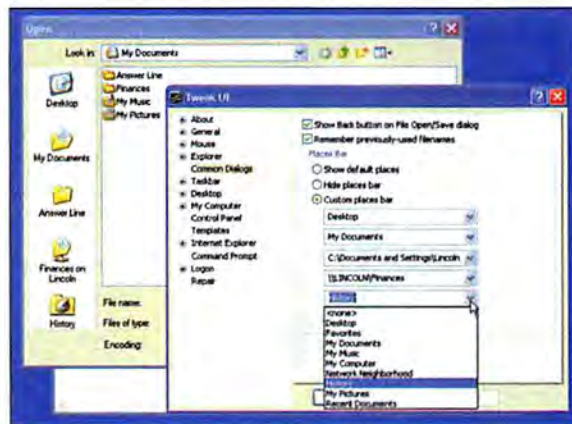 Open
Look in: My Documents
Desktop
My Documents
Answer Line
Finances on
Lincoln
History
Answer Line
Finances
My Music
My Pictures
File name:
Files of type:
Encoding:
Tweak UI
About
General
Mouse
Explorer
Common Dialogs
Taskbar
Desktop
My Computer
Control Panel
Templates
Internet Explorer
Command Prompt
Logon
Repair
Show Back button on File Open/Save dialog
Remember previously-used filenames
Places Bar
Show default places
Hide places bar
Custom places bar
Desktop
My Documents
C:\Documents and Settings\Lincoln
\\LINCOLN\Finances
History
<none>
Desktop
Favorites
My Documents
My Music
My Computer
Network Neighborhood
History
My Pictures
Recent Documents